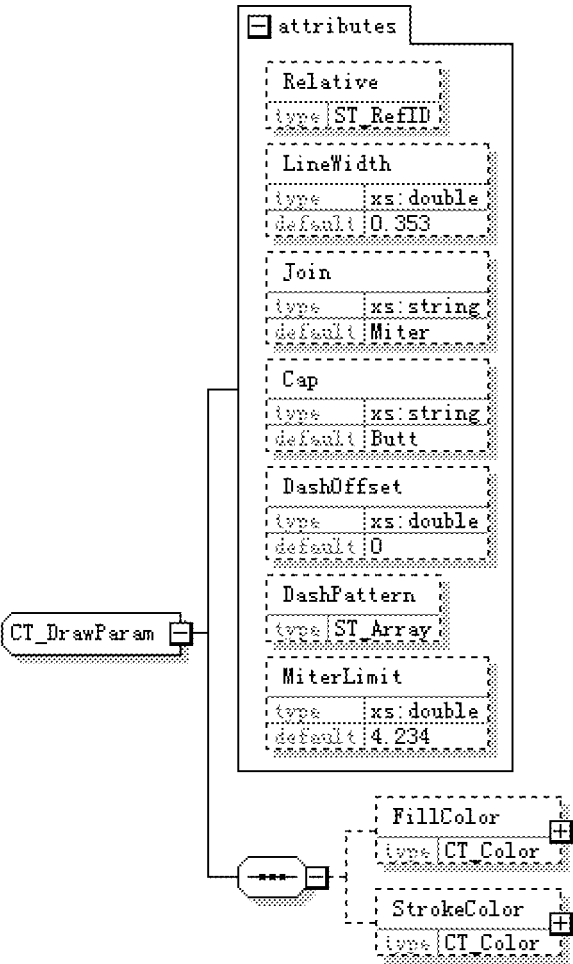 attributes
Relative
type ST_RefID
LineWidth
type xs:double
default 0.353
Join
type xs:string
default Miter
Cap
type xs:string
default Butt
DashOffset
type xs:double
default 0
DashPattern
type ST_Array
MiterLimit
type xs:double
default 4.234
CT_DrawParam
FillColor
type CT_Color
StrokeColor
type CT_Color